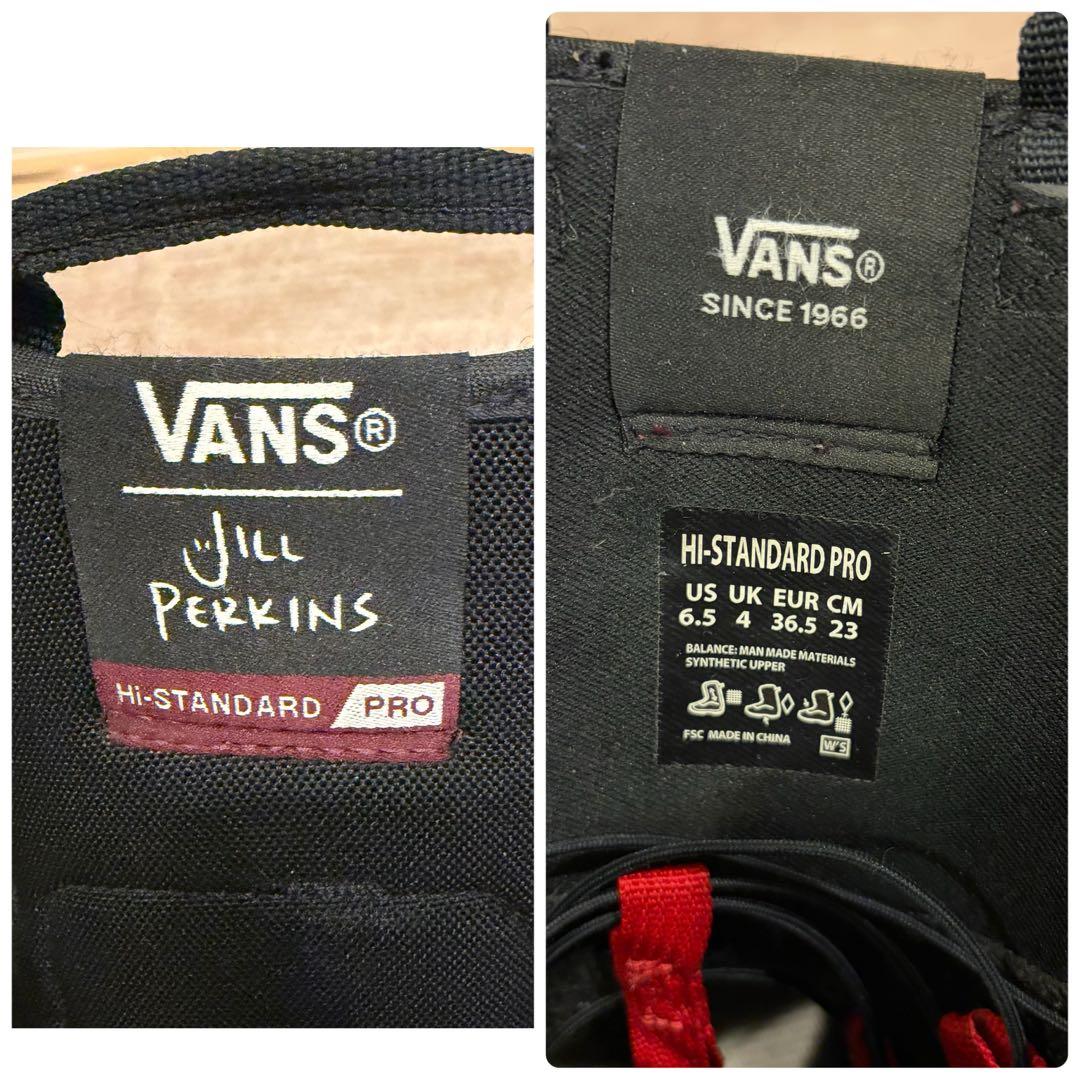 VANS®
JILL
PERKINS
Hi-STANDARD PRO
VANS®
SINCE 1966
HI-STANDARD PRO
US UK EUR CM
6.5 4 36.5 23
BALANCE: MAN MADE MATERIALS
SYNTHETIC UPPER
FSC MADE IN CHINA
W'S